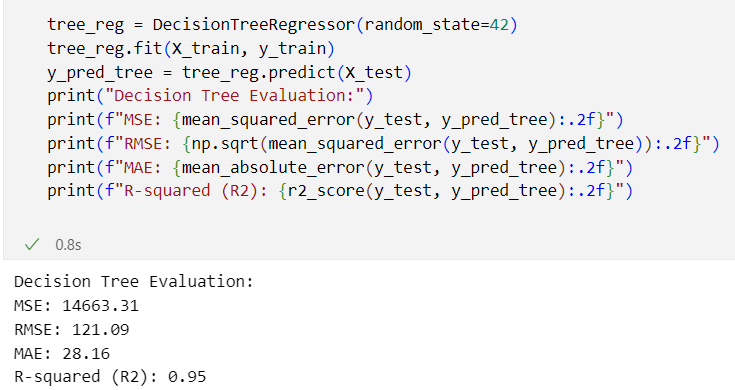 tree_reg = DecisionTreeRegressor(random_state=42)
tree_reg.fit(X_train, y_train)
y_pred_tree = tree_reg.predict(X_test)
print("Decision Tree Evaluation:")
print(f"MSE: {mean_squared_error(y_test, y_pred_tree):.2f}")
print(f"RMSE: {np.sqrt(mean_squared_error(y_test, y_pred_tree)):.2f}")
print(f"MAE: {mean_absolute_error(y_test, y_pred_tree):.2f}")
print(f"R-squared (R2): {r2_score(y_test, y_pred_tree):.2f}")
0.8s
Decision Tree Evaluation:
MSE: 14663.31
RMSE: 121.09
MAE: 28.16
R-squared (R2): 0.95